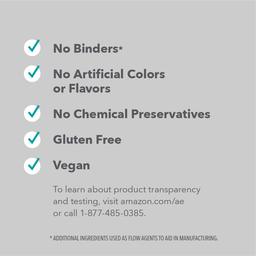 No Binders*
No Artificial Colors
or Flavors
No Chemical Preservatives
Gluten Free
Vegan
To learn about product transparency
and testing, visit amazon.com/ae
or call 1-877-485-0385.
* ADDITIONAL INGREDIENTS USED AS FLOW AGENTS TO AID IN MANUFACTURING.